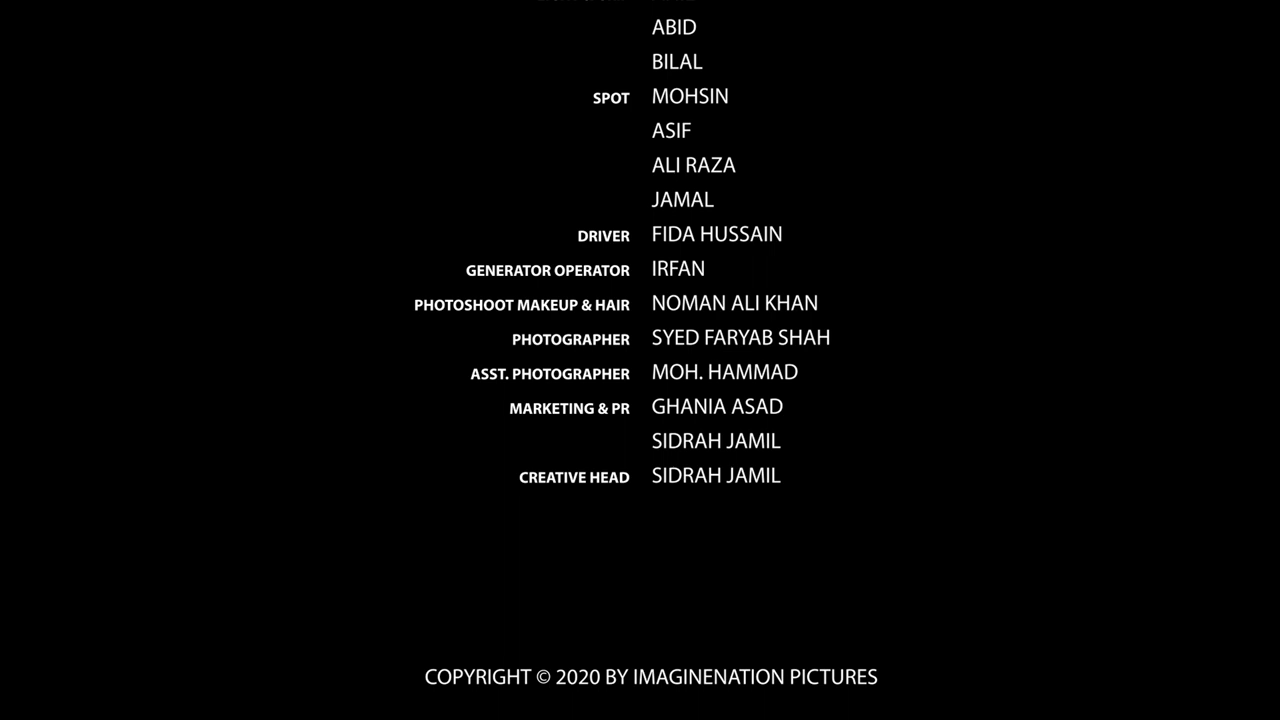 ABID
BILAL
SPOT MOHSIN
ASIF
ALI RAZA
JAMAL
DRIVER FIDA HUSSAIN
GENERATOR OPERATOR IRFAN
PHOTOSHOOT MAKEUP & HAIR NOMAN ALI KHAN
PHOTOGRAPHER SYED FARYAB SHAH
ASST. PHOTOGRAPHER MOH. HAMMAD
MARKETING & PR GHANIA ASAD
SIDRAH JAMIL
CREATIVE HEAD SIDRAH JAMIL
COPYRIGHT © 2020 BY IMAGINENATION PICTURES